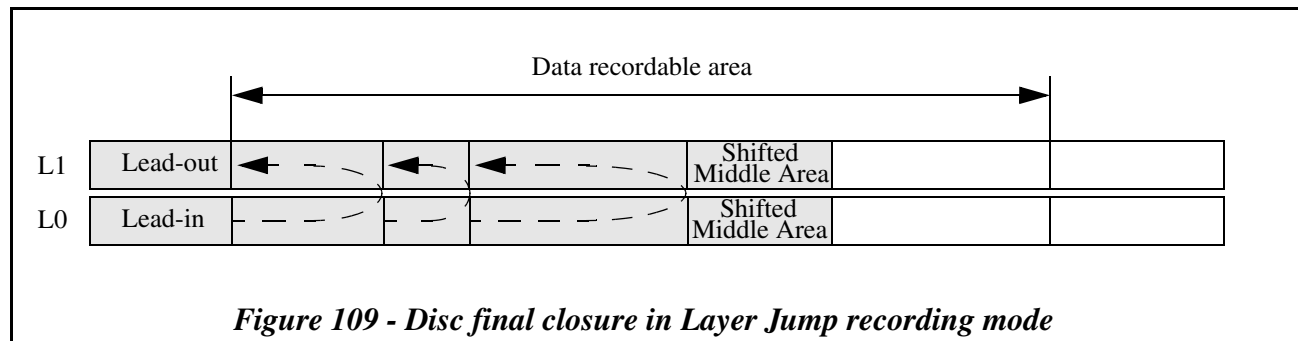 Data recordable area
L1
Lead-out
Shifted
Middle Area
L0
Lead-in
Shifted
Middle Area
Figure 109 - Disc final closure in Layer Jump recording mode